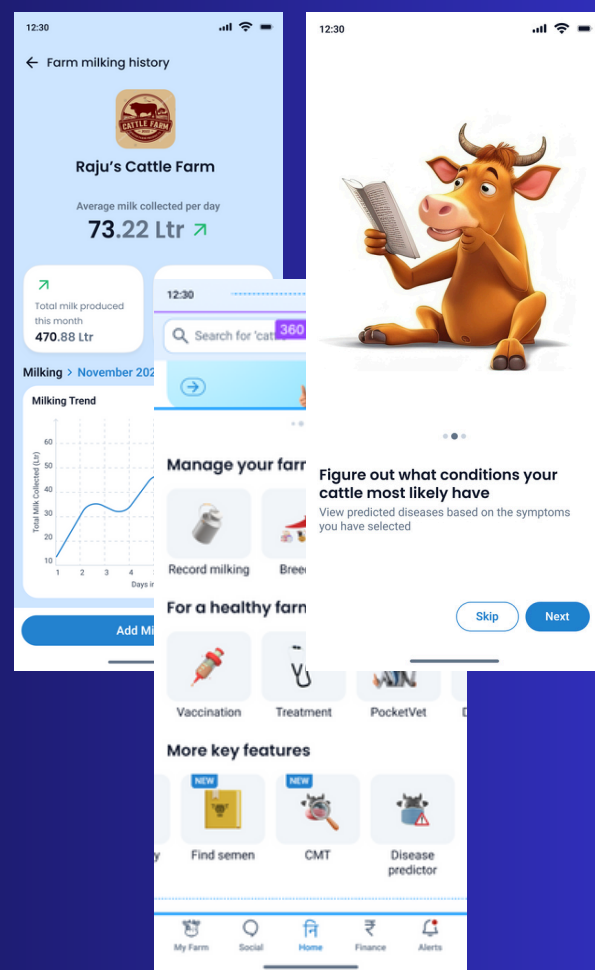 12:30
Farm milking history
CATTLE FARM
Raju's Cattle Farm
Average milk collected per day
73.22 Ltr
Total milk produced
this month
470.88 Ltr
Milking > November 202
Milking Trend
Total Milk Collected (Ltr)
60
50
40
30
20
10
1 2 3 4
Days in
Add Mi
12:30
Search for 'cat
360
Manage your farm
Record milking
Bree
For a healthy farm
Vaccination
Treatment
PocketVet
D
More key features
NEW
NEW
y
Find semen
CMT
Disease
predictor
My Farm
Social
नि
Home
₹
Finance
Alerts
12:30
Figure out what conditions your
cattle most likely have
View predicted diseases based on the symptoms
you have selected
Skip
Next